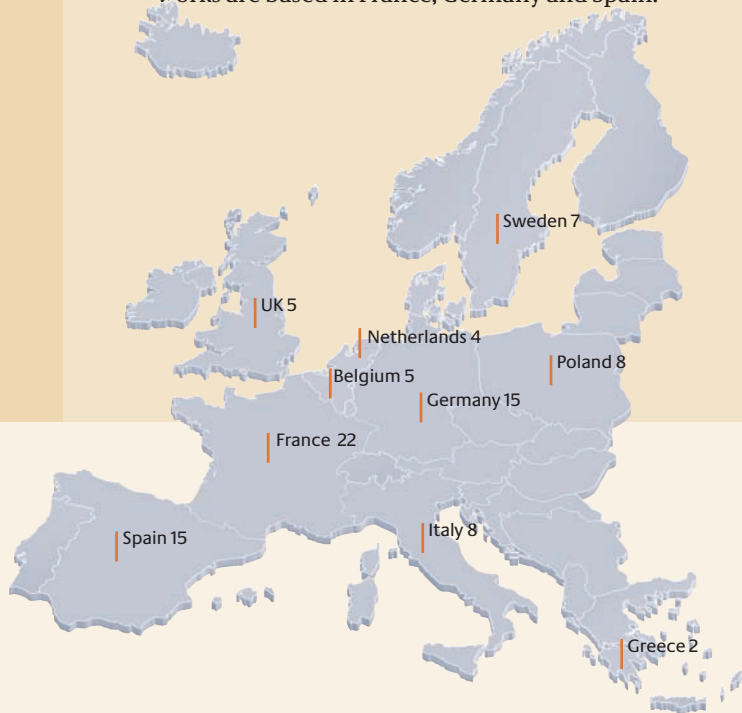 are based in France, Germany and Spain.
Sweden 7
UK 5
Netherlands 4
Poland 8
Belgium 5
Germany 15
France 22
Spain 15
Italy 8
Greece 2